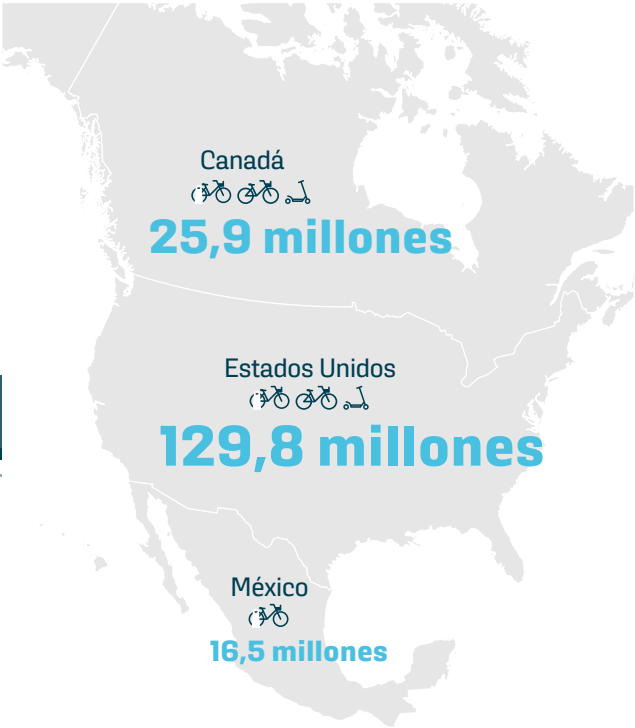 Canadá
25,9 millones
Estados Unidos
129,8 millones
México
16,5 millones